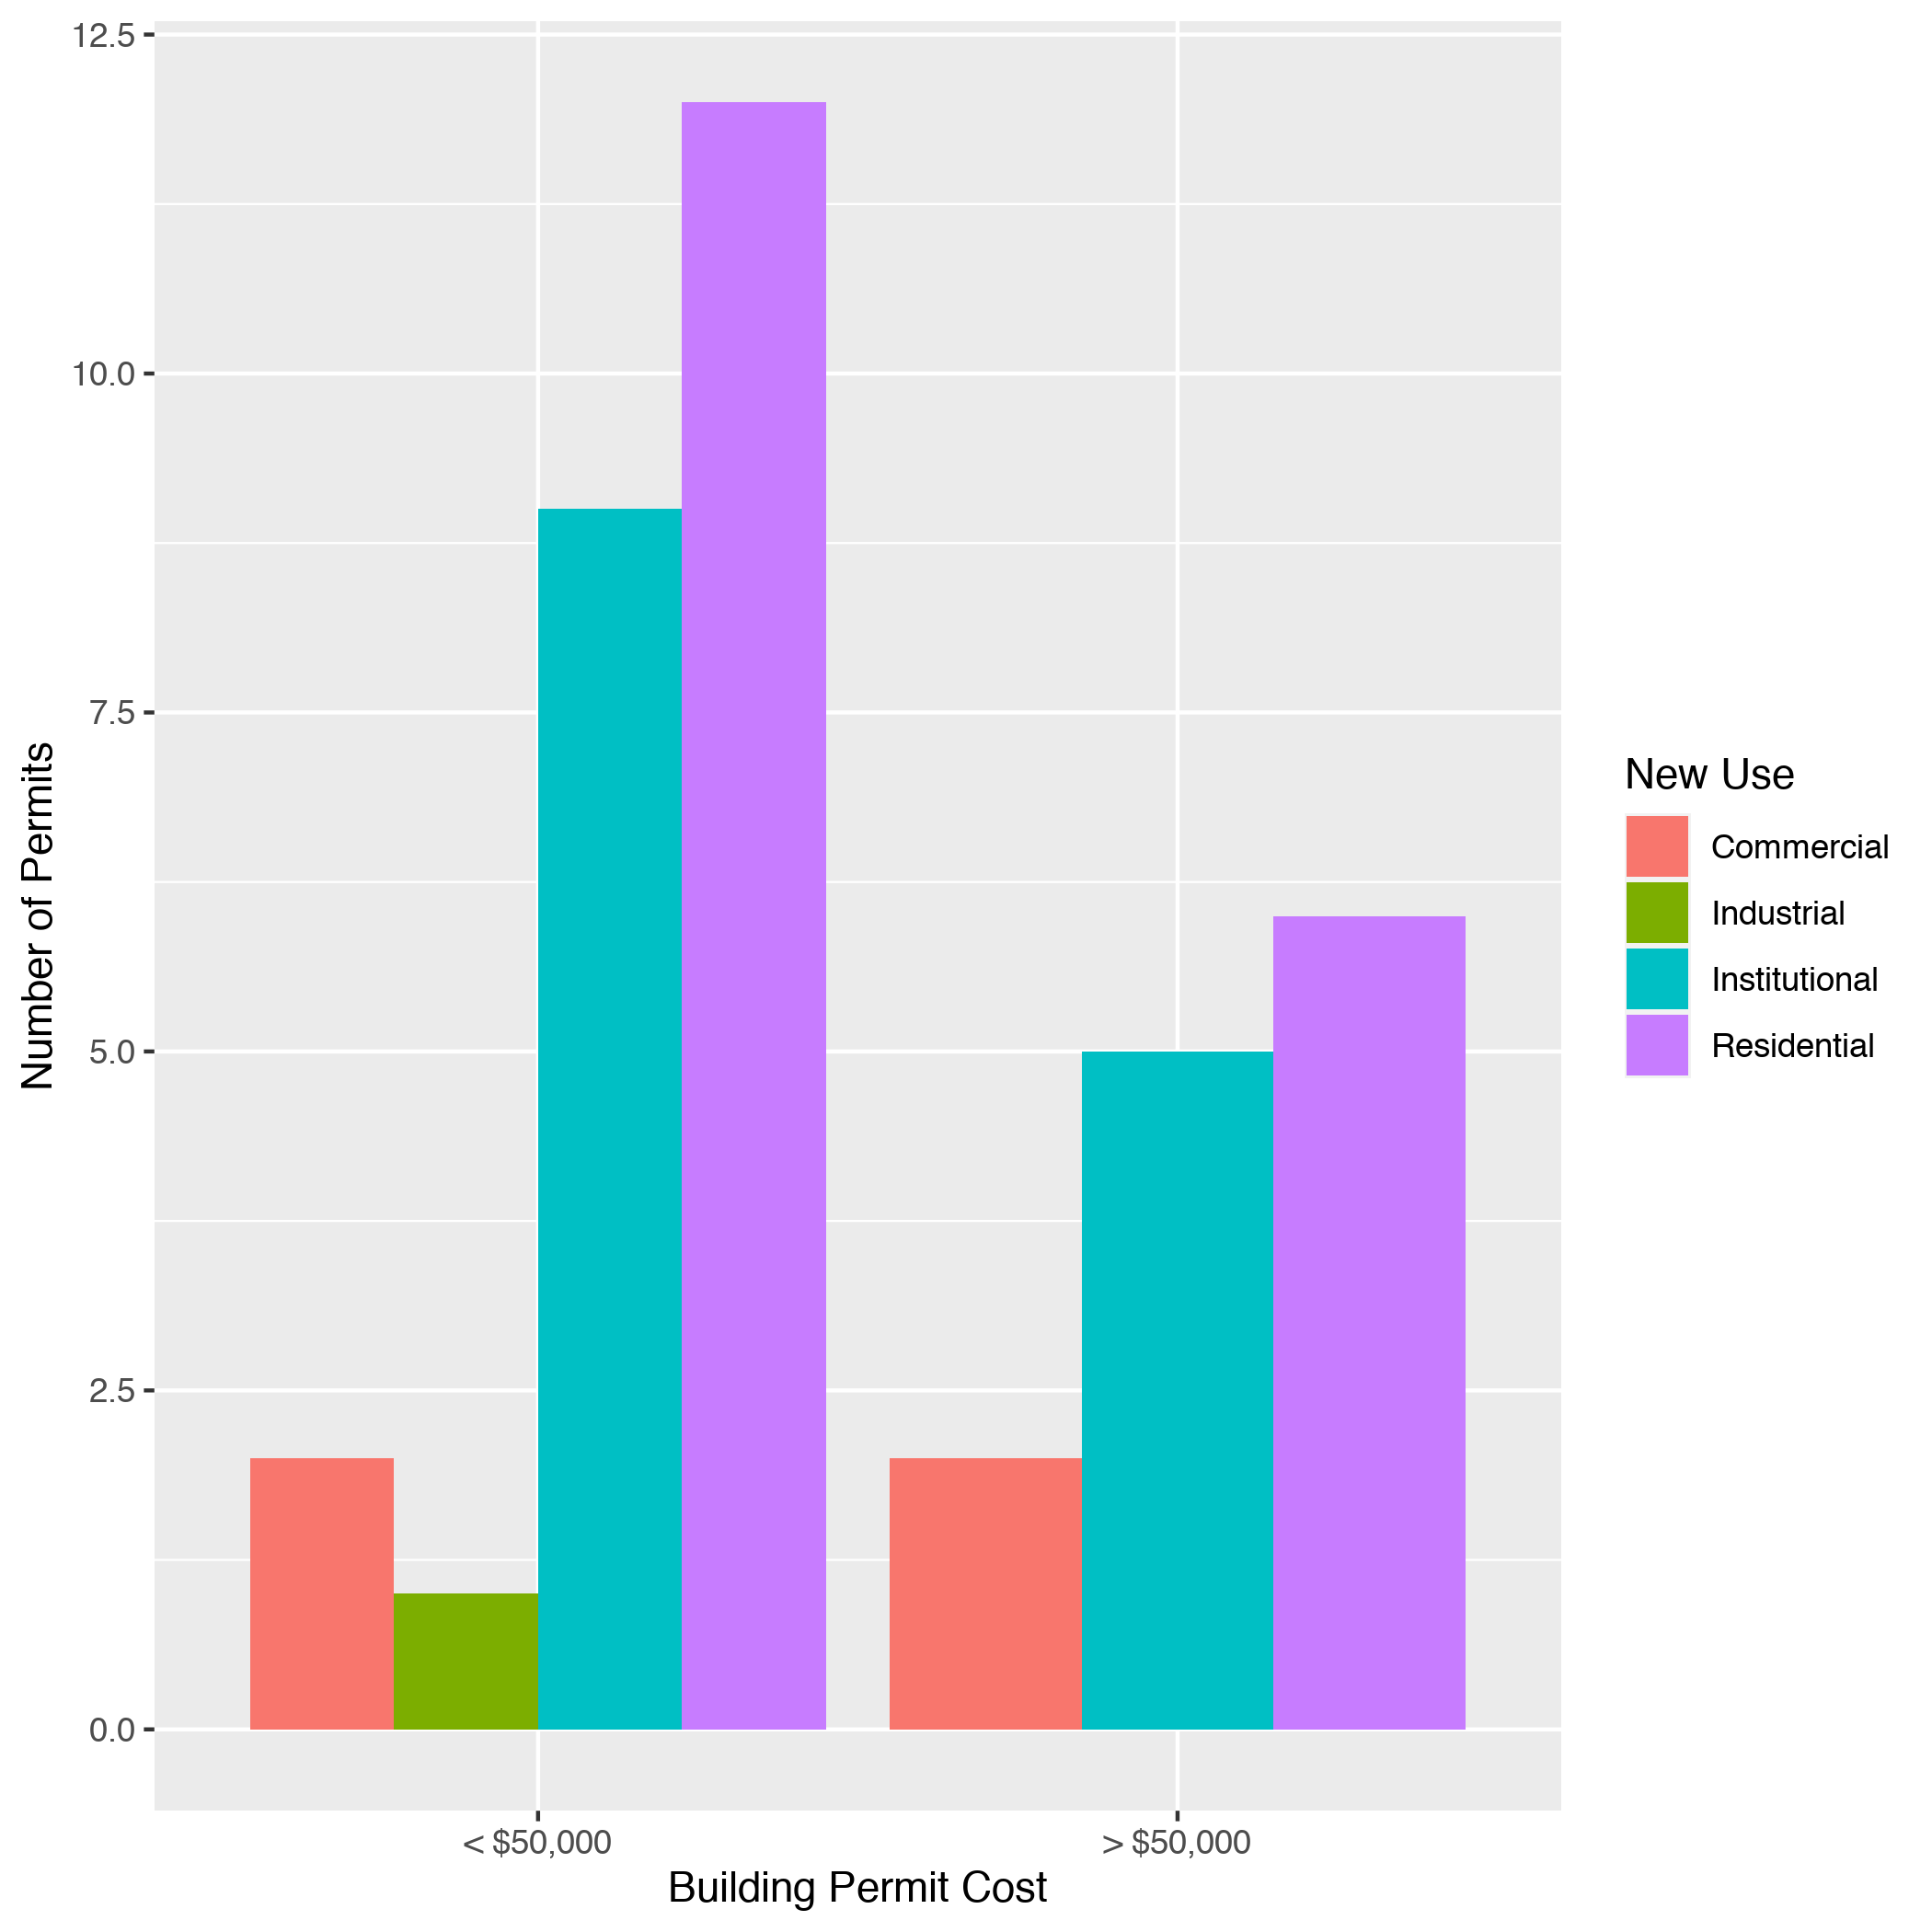 12.5
10.0
7.5
5.0
2.5
0.0
Number of Permits
< $50,000
> $50,000
Building Permit Cost
New Use
Commercial
Industrial
Institutional
Residential